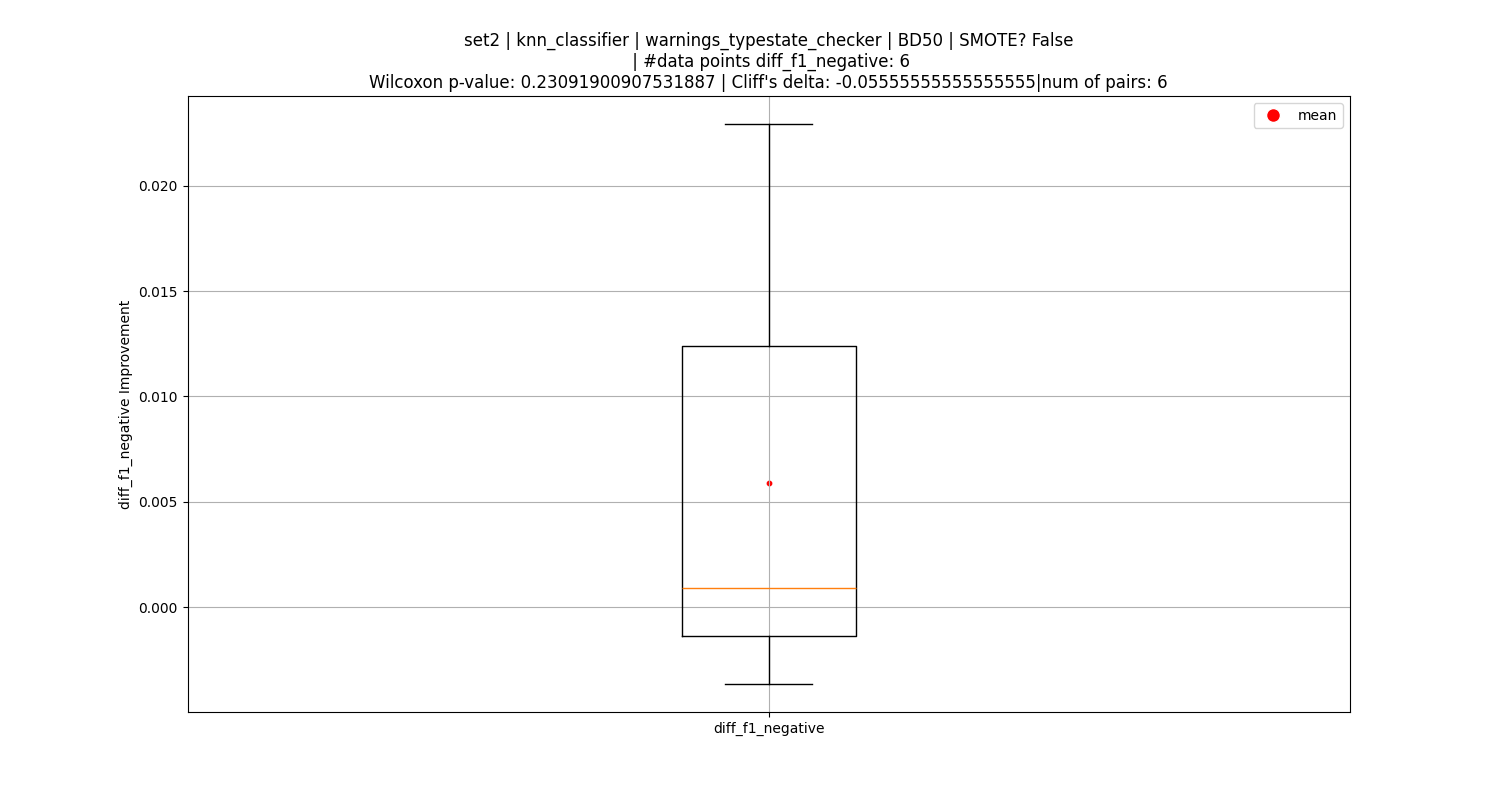 set2 | knn_classifier | warnings_typestate_checker | BD50 | SMOTE? False
| #data points diff_f1_negative: 6
Wilcoxon p-value: 0.23091900907531887 | Cliff's delta: -0.05555555555555555|num of pairs: 6
mean
0.020
0.015
0.010
0.005
0.000
diff_f1_negative Improvement
diff_f1_negative